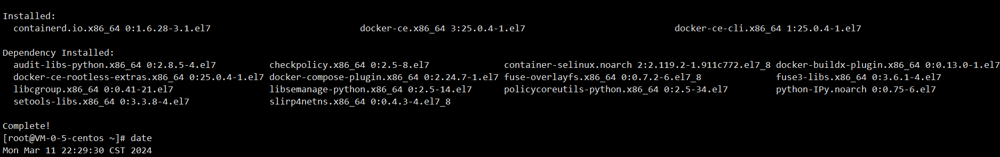 Installed:
containerd.io.x86_64 0:1.6.28-3.1.el7 docker-ce.x86_64 3:25.0.4-1.el7 docker-ce-cli.x86_64 1:25.0.4-1.el7
Dependency Installed:
audit-libs-python.x86_64 0:2.8.5-4.el7 checkpolicy.x86_64 0:2.5-8.el7 container-selinux.noarch 2:2.119.2-1.911c772.el7_8 docker-buildx-plugin.x86_64 0:0.13.0-1.el7
docker-ce-rootless-extras.x86_64 0:25.0.4-1.el7 docker-compose-plugin.x86_64 0:2.24.7-1.el7 fuse-overlayfs.x86_64 0:0.7.2-6.el7_8 fuse3-libs.x86_64 0:3.6.1-4.el7
libcgroup.x86_64 0:0.41-21.el7 libsemanage-python.x86_64 0:2.5-14.el7 policycoreutils-python.x86_64 0:2.5-34.el7 python-IPy.noarch 0:0.75-6.el7
setools-libs.x86_64 0:3.3.8-4.el7 slirp4netns.x86_64 0:0.4.3-4.el7_8
Complete!
[root@VM-0-5-centos ~]# date
Mon Mar 11 22:29:30 CST 2024